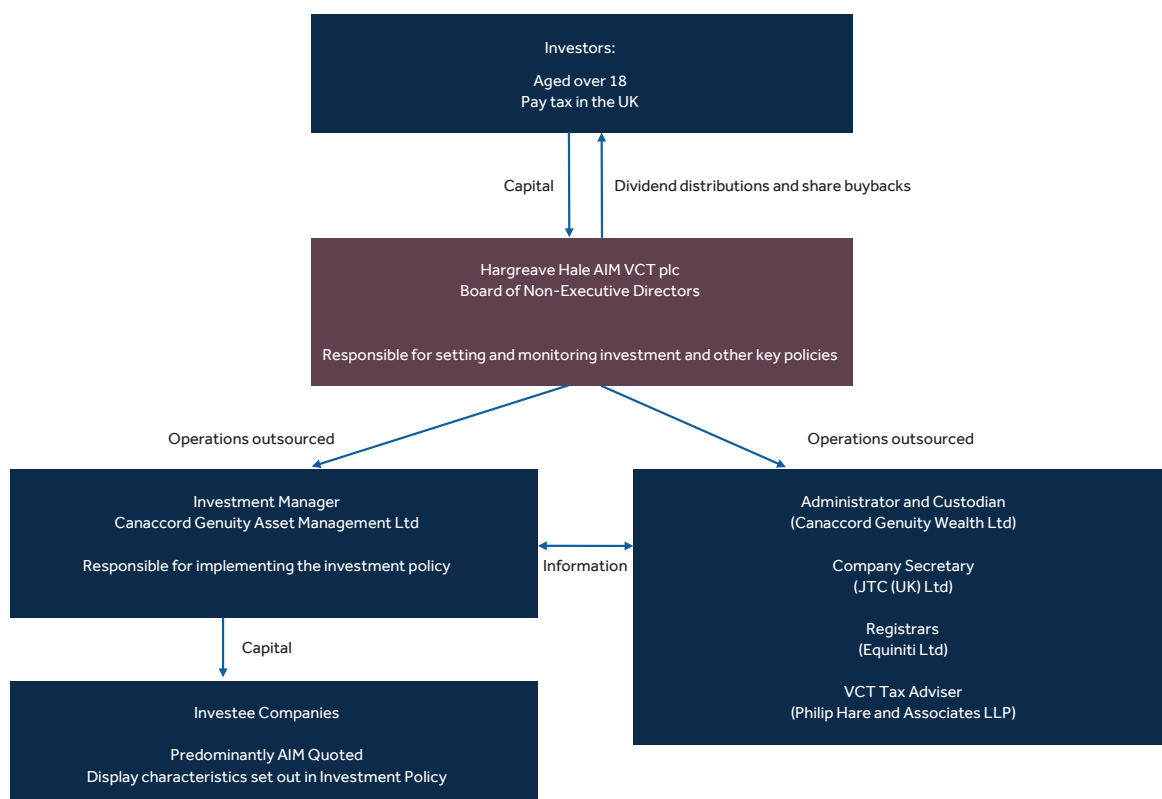 Investors:
Aged over 18
Pay tax in the UK
Capital
Dividend distributions and share buybacks
Hargreave Hale AIM VCT plc
Board of Non-Executive Directors
Responsible for setting and monitoring investment and other key policies
Operations outsourced
Operations outsourced
Investment Manager
Canaccord Genuity Asset Management Ltd
Responsible for implementing the investment policy
Information
Administrator and Custodian
(Canaccord Genuity Wealth Ltd)
Company Secretary
(JTC (UK) Ltd)
Registrars
(Equiniti Ltd)
VCT Tax Adviser
(Philip Hare and Associates LLP)
Capital
Investee Companies
Predominantly AIM Quoted
Display characteristics set out in Investment Policy